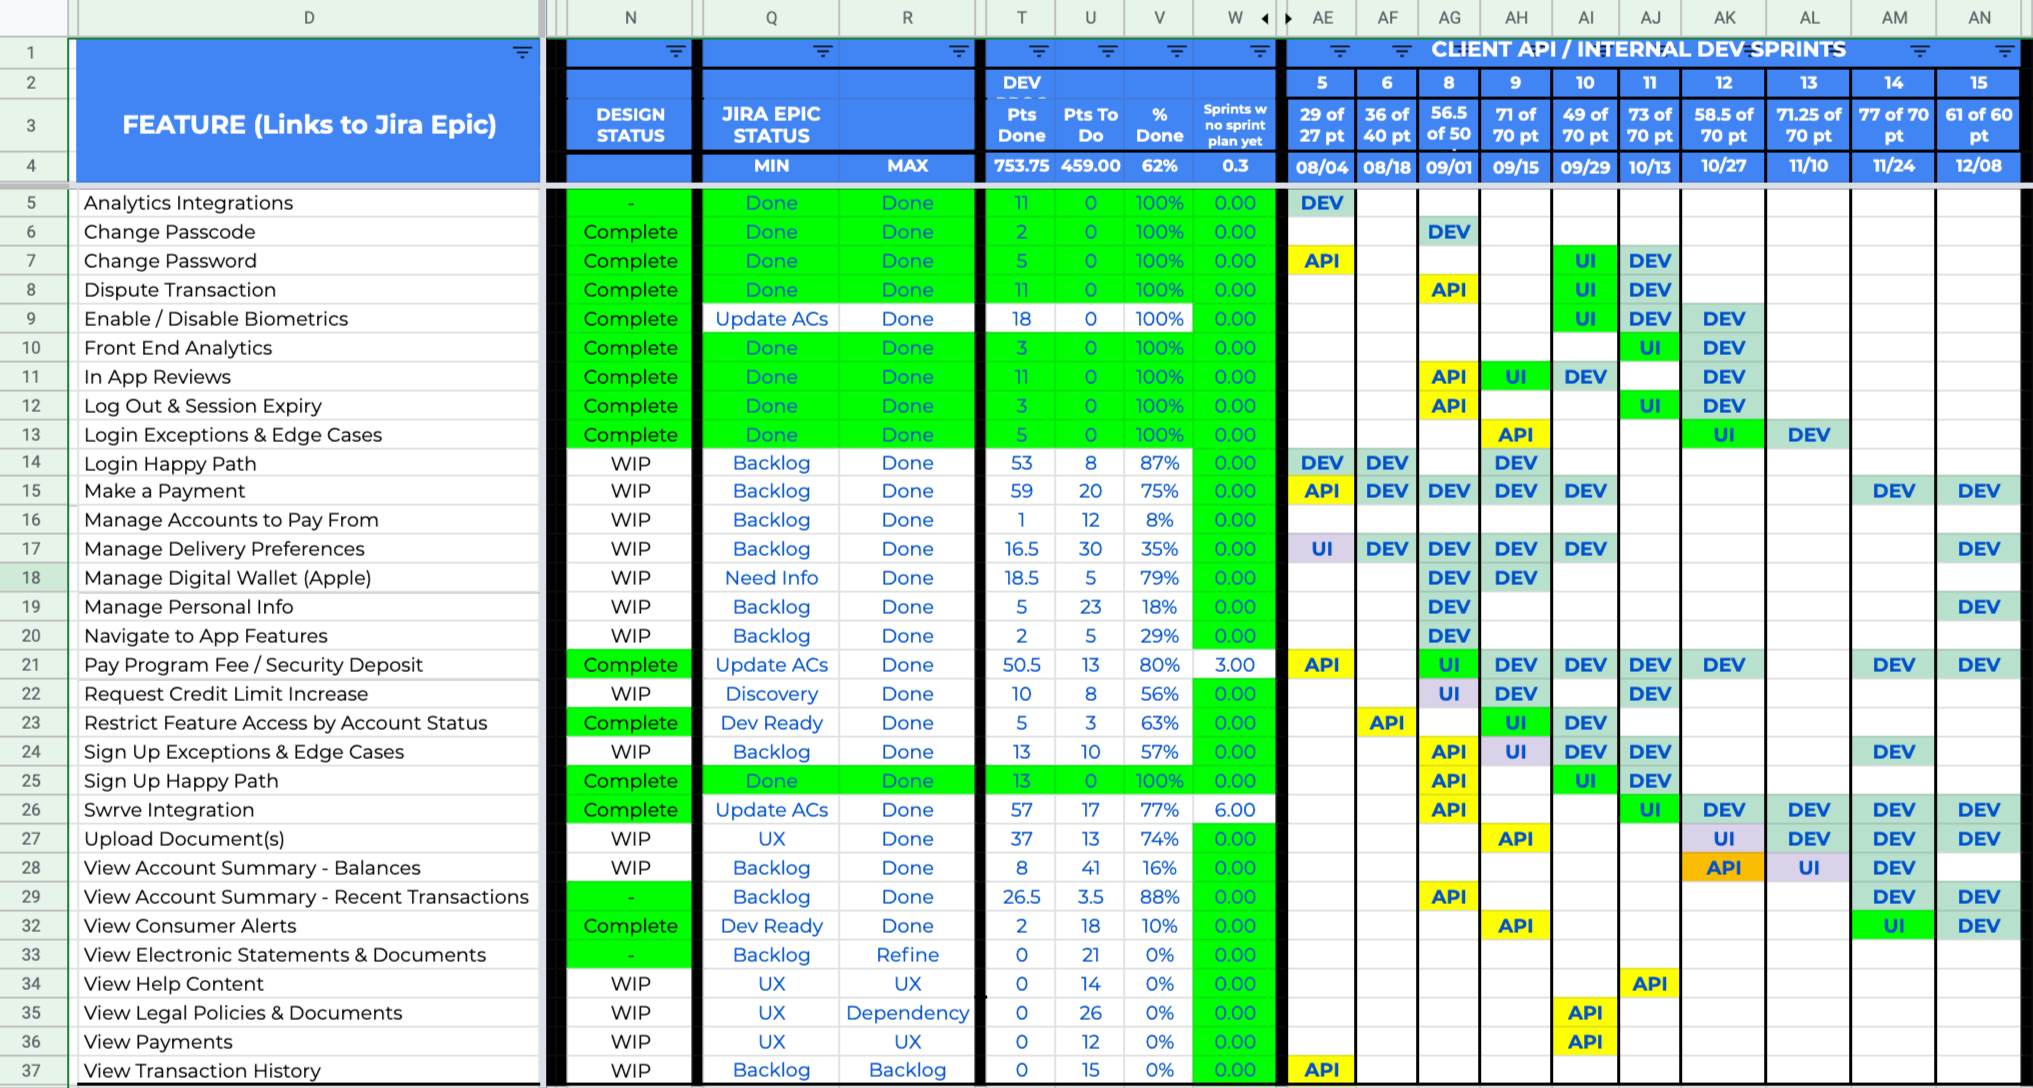 D N Q R T U V W AE AF AG AH AI AJ AK AL AM AN
1 CLIENT API / INTERNAL DEV SPRINTS
2 DEV 5 6 8 9 10 11 12 13 14 15
3 FEATURE (Links to Jira Epic) DESIGN STATUS JIRA EPIC STATUS Pts Done Pts To Do % Done Sprints w no sprint plan yet 29 of 27 pt 36 of 40 pt 56.5 of 50 71 of 70 pt 49 of 70 pt 73 of 70 pt 58.5 of 70 pt 71.25 of 70 pt 77 of 70 pt 61 of 60 pt
4 MIN MAX 753.75 459.00 62% 0.3 08/04 08/18 09/01 09/15 09/29 10/13 10/27 11/10 11/24 12/08
5 Analytics Integrations - Done Done 11 0 100% 0.00 DEV
6 Change Passcode Complete Done Done 2 0 100% 0.00 DEV
7 Change Password Complete Done Done 5 0 100% 0.00 API UI DEV
8 Dispute Transaction Complete Done Done 11 0 100% 0.00 API UI DEV
9 Enable / Disable Biometrics Complete Update ACs Done 18 0 100% 0.00 UI DEV DEV
10 Front End Analytics Complete Done Done 3 0 100% 0.00 UI DEV
11 In App Reviews Complete Done Done 11 0 100% 0.00 API UI DEV DEV
12 Log Out & Session Expiry Complete Done Done 3 0 100% 0.00 API UI DEV
13 Login Exceptions & Edge Cases Complete Done Done 5 0 100% 0.00 API UI DEV
14 Login Happy Path WIP Backlog Done 53 8 87% 0.00 DEV DEV DEV
15 Make a Payment WIP Backlog Done 59 20 75% 0.00 API DEV DEV DEV DEV DEV DEV
16 Manage Accounts to Pay From WIP Backlog Done 1 12 8% 0.00
17 Manage Delivery Preferences WIP Backlog Done 16.5 30 35% 0.00 UI DEV DEV DEV DEV DEV
18 Manage Digital Wallet (Apple) WIP Need Info Done 18.5 5 79% 0.00 DEV DEV
19 Manage Personal Info WIP Backlog Done 5 23 18% 0.00 DEV DEV
20 Navigate to App Features WIP Backlog Done 2 5 29% 0.00 DEV
21 Pay Program Fee / Security Deposit Complete Update ACs Done 50.5 13 80% 3.00 API UI DEV DEV DEV DEV DEV DEV
22 Request Credit Limit Increase WIP Discovery Done 10 8 56% 0.00 UI DEV DEV
23 Restrict Feature Access by Account Status Complete Dev Ready Done 5 3 63% 0.00 API UI DEV
24 Sign Up Exceptions & Edge Cases WIP Backlog Done 13 10 57% 0.00 API UI DEV DEV DEV
25 Sign Up Happy Path Complete Done Done 13 0 100% 0.00 API UI DEV
26 Swrve Integration Complete Update ACs Done 57 17 77% 6.00 API UI DEV DEV DEV DEV
27 Upload Document(s) WIP UX Done 37 13 74% 0.00 API UI DEV DEV DEV
28 View Account Summary - Balances WIP Backlog Done 8 41 16% 0.00 API UI DEV
29 View Account Summary - Recent Transactions - Backlog Done 26.5 3.5 88% 0.00 API DEV DEV
32 View Consumer Alerts Complete Dev Ready Done 2 18 10% 0.00 API UI DEV
33 View Electronic Statements & Documents - Backlog Refine 0 21 0% 0.00
34 View Help Content WIP UX UX 0 14 0% 0.00 API
35 View Legal Policies & Documents WIP UX Dependency 0 26 0% 0.00 API
36 View Payments WIP UX UX 0 12 0% 0.00 API
37 View Transaction History WIP Backlog Backlog 0 15 0% 0.00 API